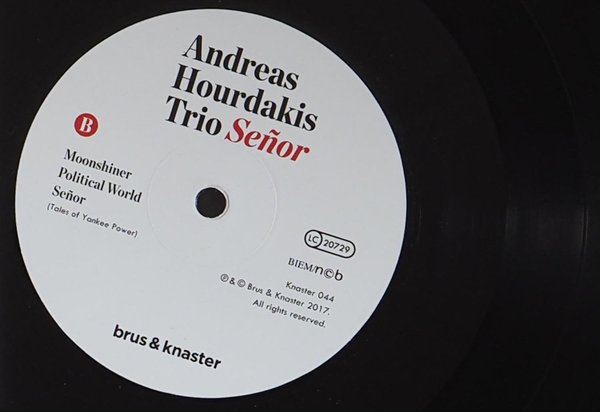 Andreas
Hourdakis
Trio Señor
B
Moonshiner
Political World
Señor
(Tales of Yankee Power)
LC 20729
BIEM/n©b
Knaster 044
℗ & © Brus & Knaster 2017.
All rights reserved.
brus & knaster